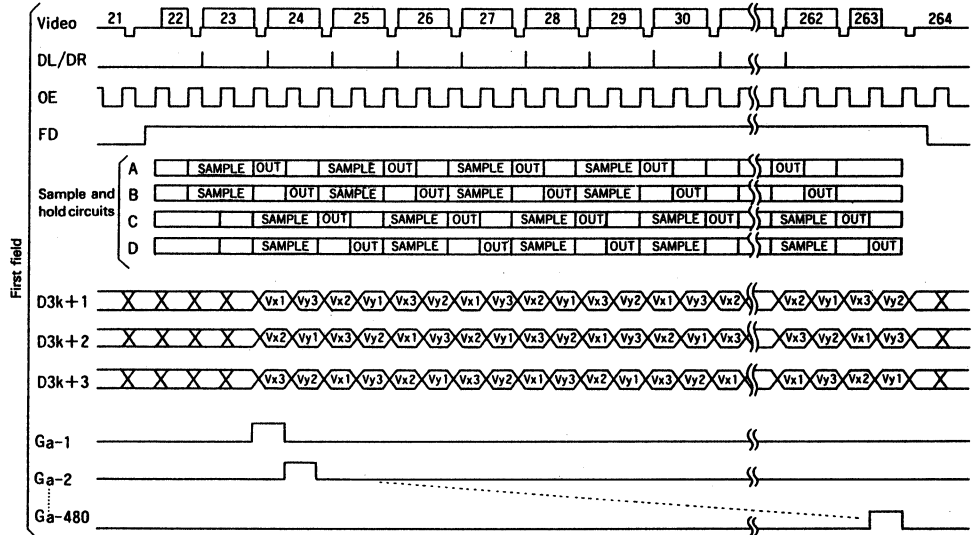 Video 21 22 23 24 25 26 27 28 29 30 262 263 264
DL/DR
OE
FD
First field
Sample and
hold circuits
A SAMPLE OUT SAMPLE OUT SAMPLE OUT SAMPLE OUT OUT
B SAMPLE OUT SAMPLE OUT SAMPLE OUT SAMPLE OUT OUT
C SAMPLE OUT SAMPLE OUT SAMPLE OUT SAMPLE OUT SAMPLE OUT
D SAMPLE OUT SAMPLE OUT SAMPLE OUT SAMPLE SAMPLE OUT
D3k+1 Vx1 Vy3 Vx2 Vy1 Vx3 Vy2 Vx1 Vy3 Vx2 Vy1 Vx3 Vy2 Vx1 Vy3 Vx2 Vx2 Vy1 Vx3 Vy2
D3k+2 Vx2 Vy1 Vx3 Vy2 Vx1 Vy3 Vx2 Vy1 Vx3 Vy2 Vx1 Vy3 Vx2 Vy1 Vx3 Vx3 Vy2 Vx1 Vy3
D3k+3 Vx3 Vy2 Vx1 Vy3 Vx2 Vy1 Vx3 Vy2 Vx1 Vy3 Vx2 Vy1 Vx3 Vy2 Vx1 Vx1 Vy3 Vx2 Vy1
Ga-1
Ga-2
Ga-480